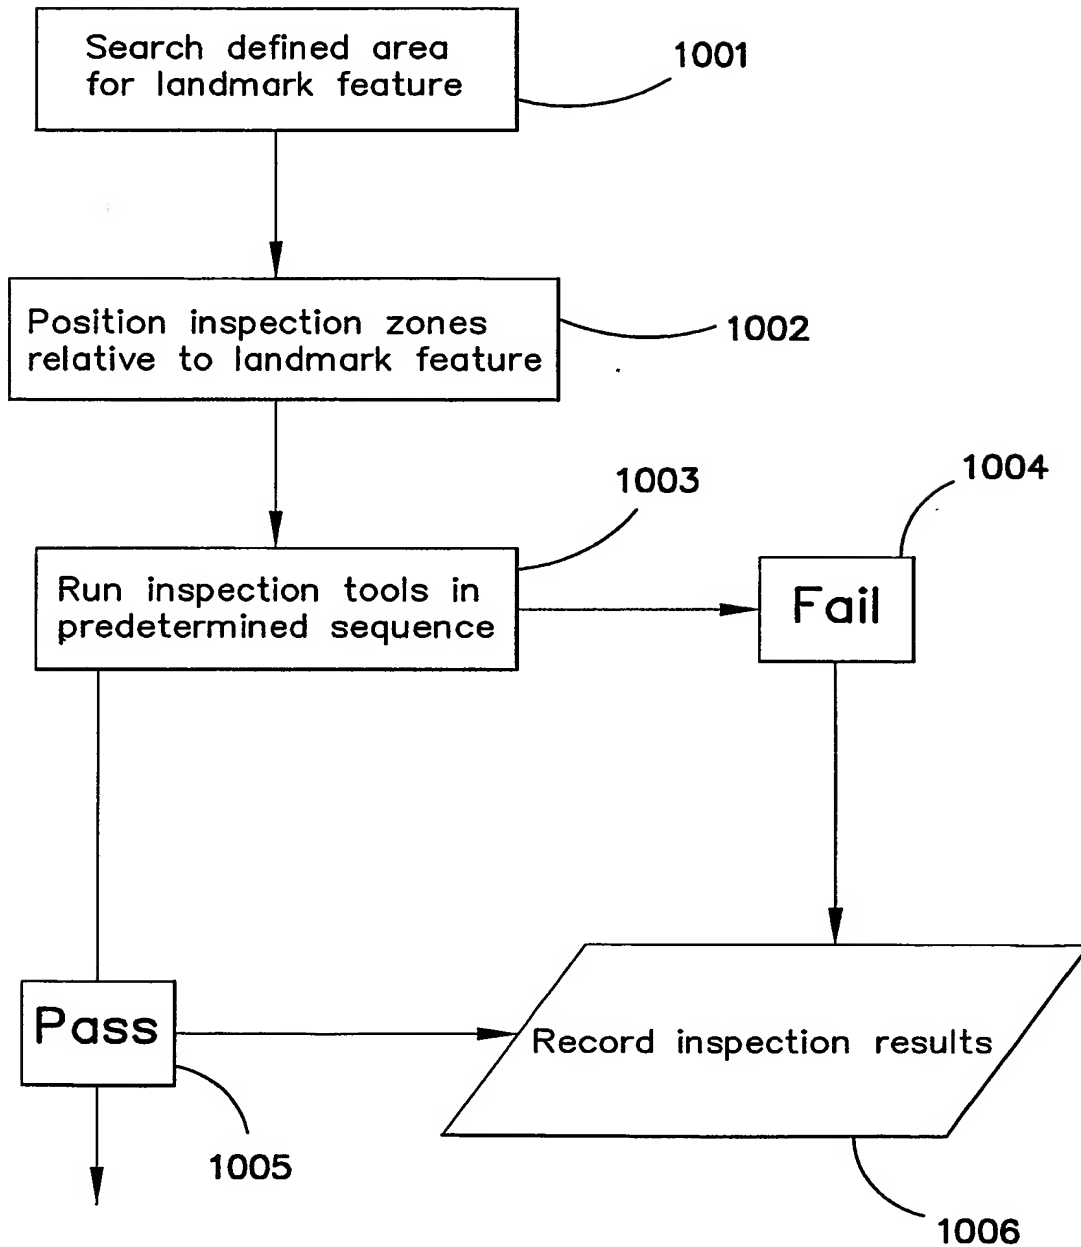 Search defined area
for landmark feature
1001
Position inspection zones
relative to landmark feature
1002
1003
1004
Run inspection tools in
predetermined sequence
Fail
Pass
Record inspection results
1005
1006